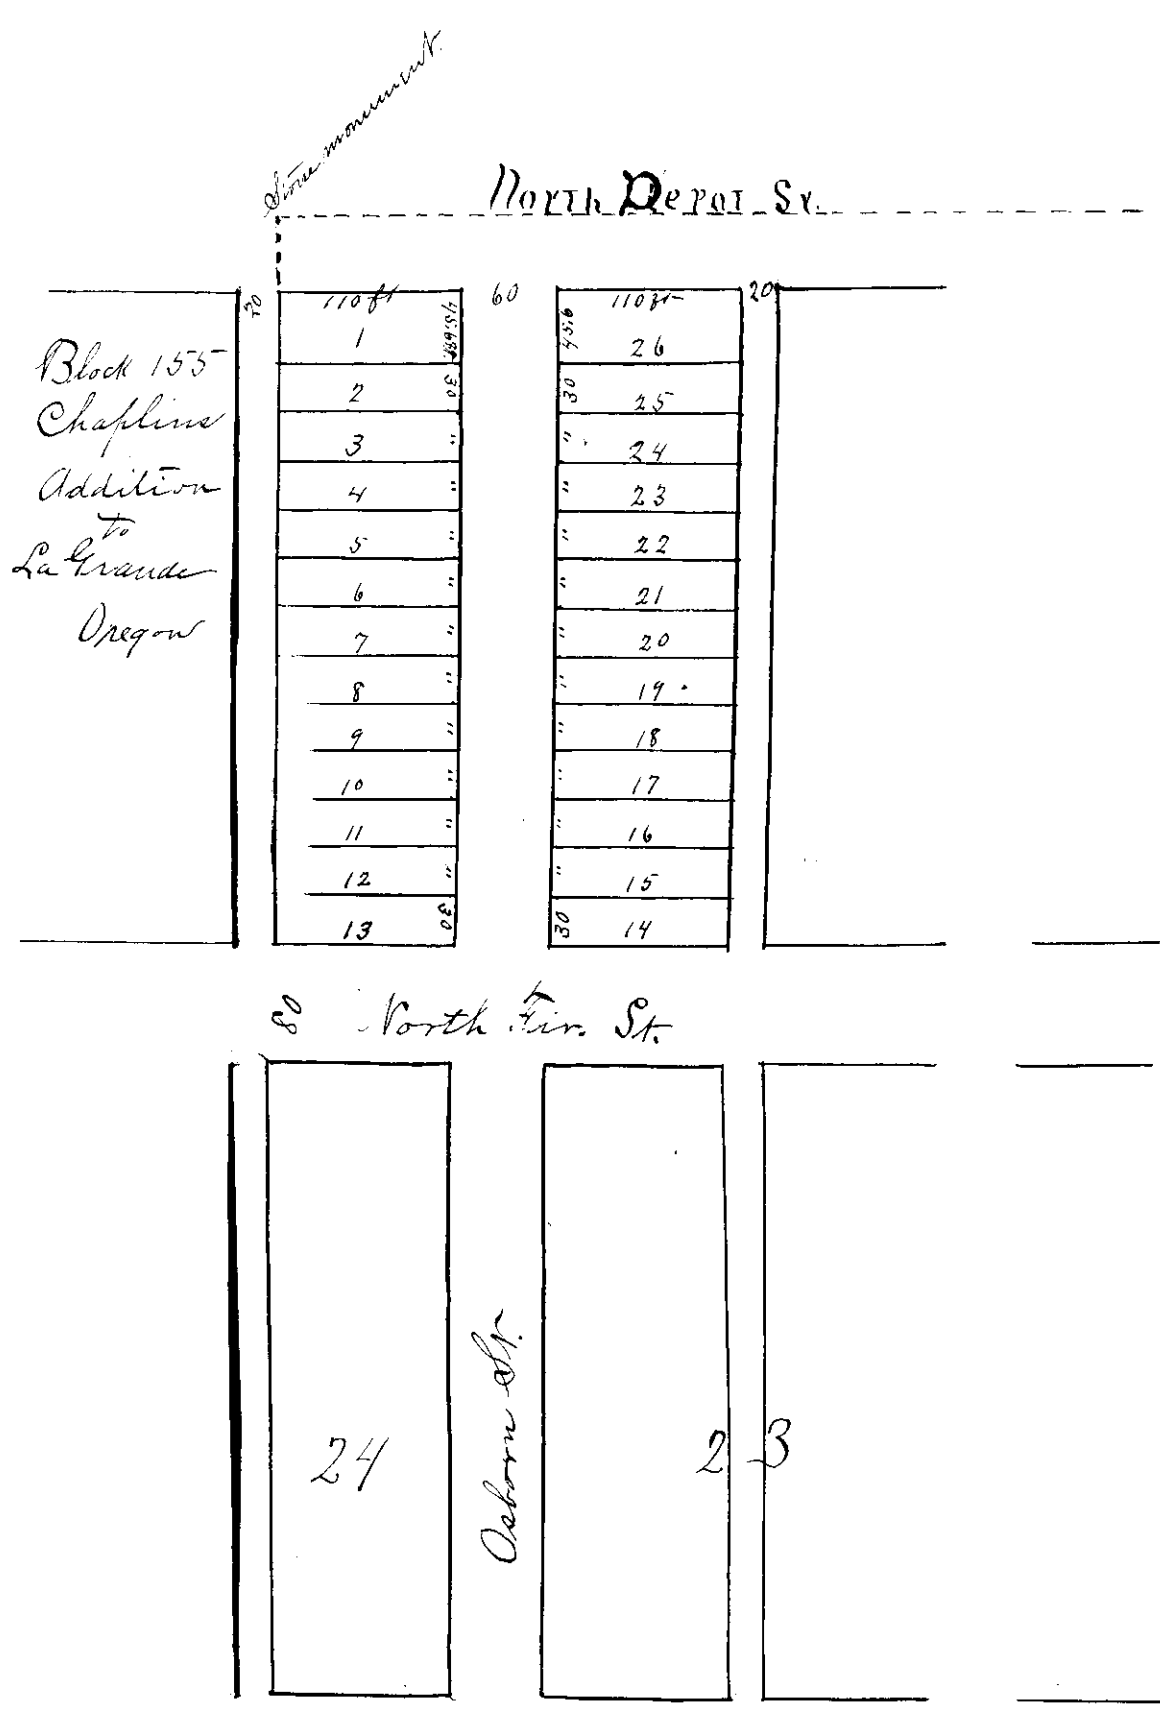 Stone monument.
North Depot St.
20 110 ft 60 110 ft 20
Block 155
Chaplins
Addition
to
La Grande
Oregon
1 45.6 26
2 30 30 25
3 " " 24
4 " " 23
5 " " 22
6 " " 21
7 " " 20
8 " " 19
9 " " 18
10 " " 17
11 " " 16
12 " " 15
13 30 30 14
80 North Fir. St.
Osborn St.
24 23